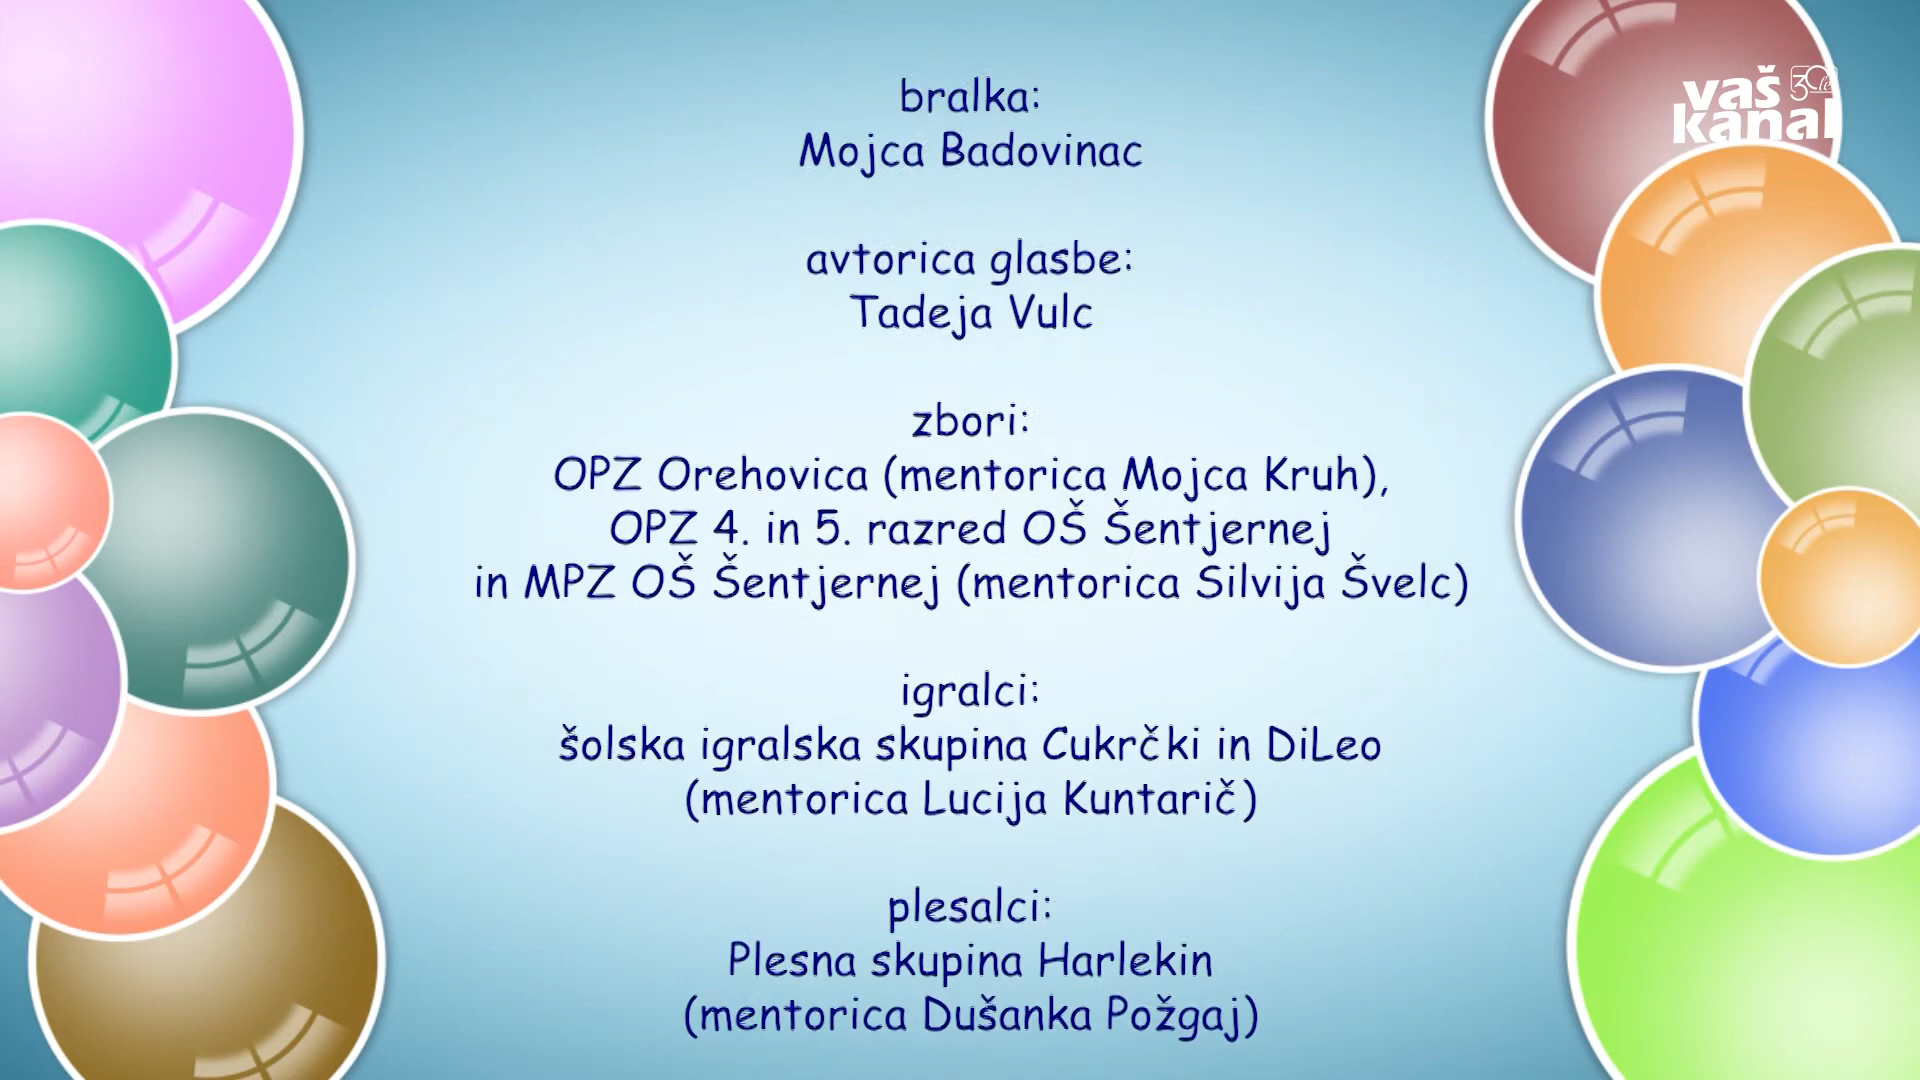 vaš 30 let
kanal
bralka:
Mojca Badovinac
avtorica glasbe:
Tadeja Vulc
zbori:
OPZ Orehovica (mentorica Mojca Kruh),
OPZ 4. in 5. razred OŠ Šentjernej
in MPZ OŠ Šentjernej (mentorica Silvija Švelc)
igralci:
šolska igralska skupina Cukrčki in DiLeo
(mentorica Lucija Kuntarič)
plesalci:
Plesna skupina Harlekin
(mentorica Dušanka Požgaj)